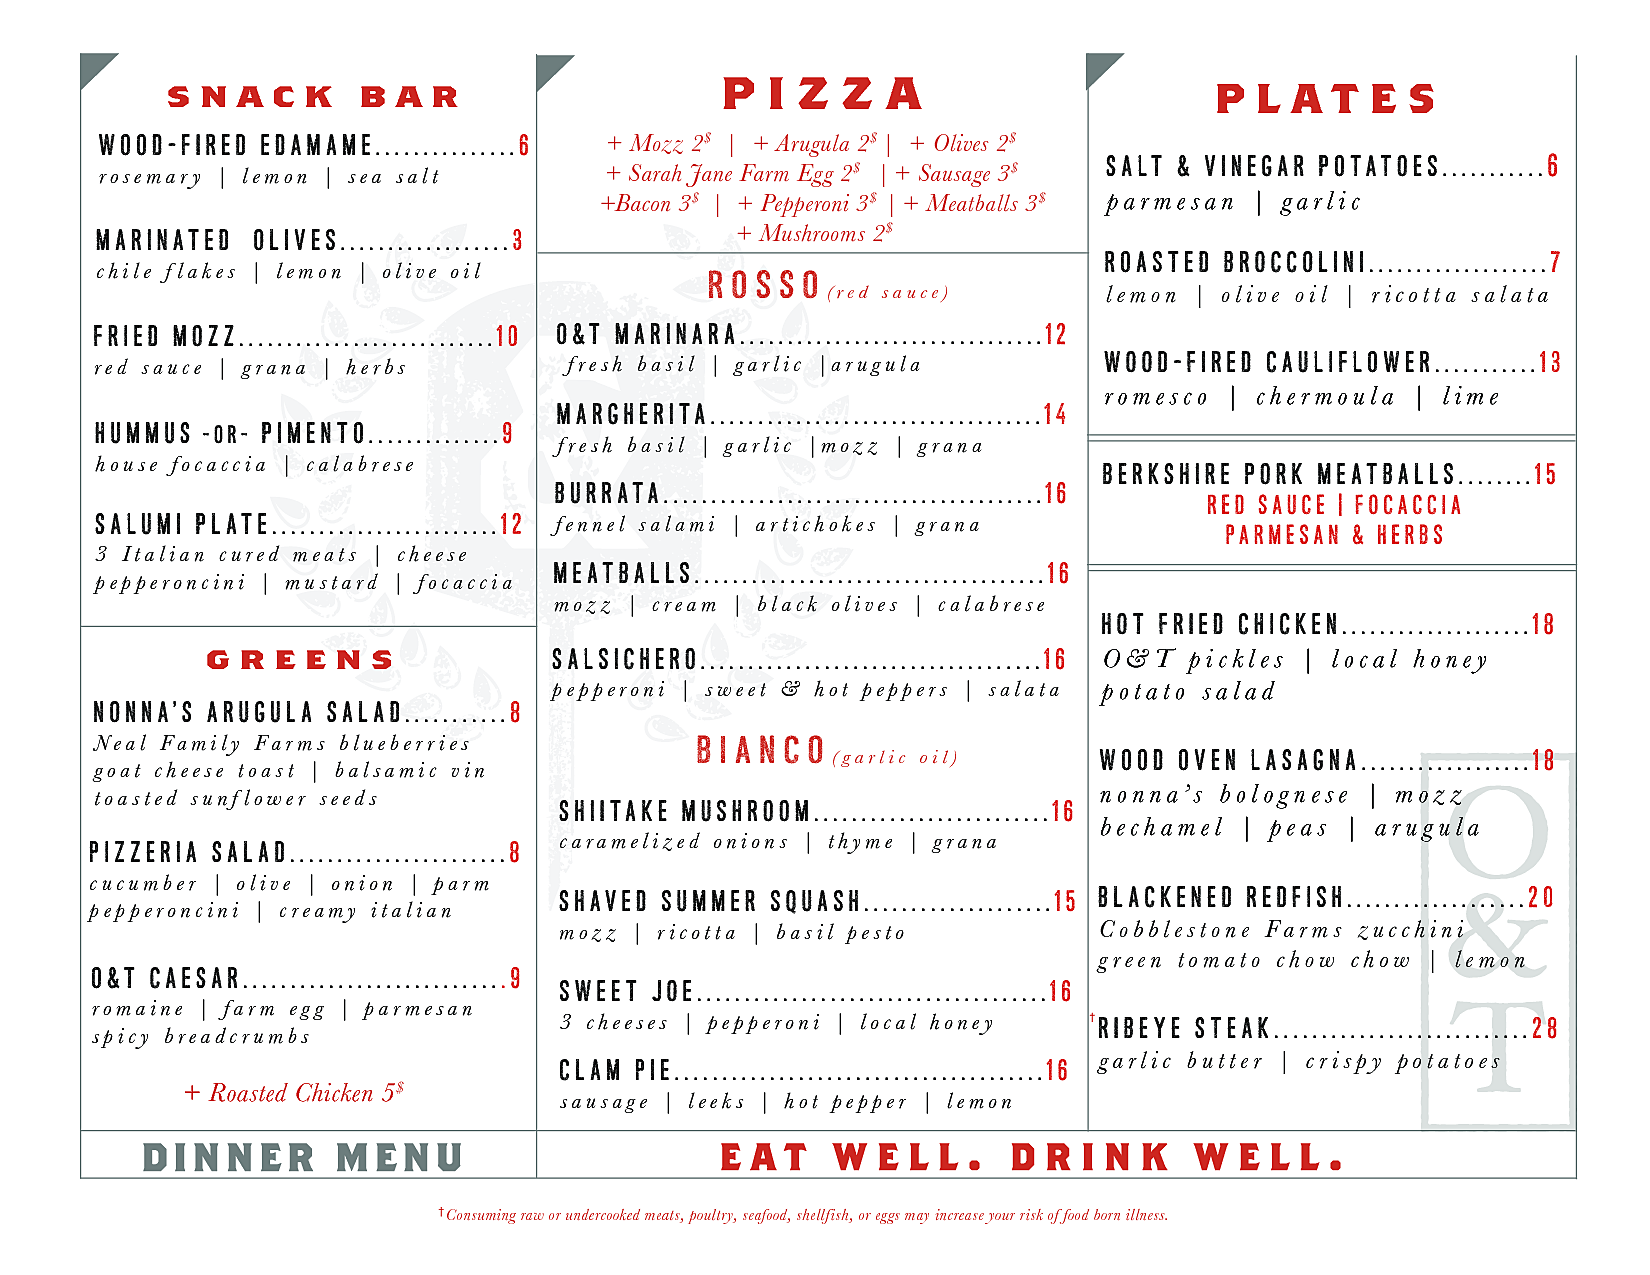 SNACK BAR
WOOD-FIRED EDAMAME...............6
rosemary | lemon | sea salt
MARINATED OLIVES..................3
chile flakes | lemon | olive oil
FRIED MOZZ...........................10
red sauce | grana | herbs
HUMMUS -OR- PIMENTO..............9
house focaccia | calabrese
SALUMI PLATE........................12
3 Italian cured meats | cheese
pepperoncini | mustard | focaccia
GREENS
NONNA'S ARUGULA SALAD...........8
Neal Family Farms blueberries
goat cheese toast | balsamic vin
toasted sunflower seeds
PIZZERIA SALAD.......................8
cucumber | olive | onion | parm
pepperoncini | creamy italian
O&T CAESAR............................9
romaine | farm egg | parmesan
spicy breadcrumbs
+ Roasted Chicken 5$
DINNER MENU
PIZZA
+ Mozz 2$ | + Arugula 2$ | + Olives 2$
+ Sarah Jane Farm Egg 2$ | + Sausage 3$
+Bacon 3$ | + Pepperoni 3$ | + Meatballs 3$
+ Mushrooms 2$
ROSSO (red sauce)
O&T MARINARA................................12
fresh basil | garlic |arugula
MARGHERITA...................................14
fresh basil | garlic |mozz | grana
BURRATA........................................16
fennel salami | artichokes | grana
MEATBALLS.....................................16
mozz | cream | black olives | calabrese
SALSICHERO....................................16
pepperoni | sweet & hot peppers | salata
BIANCO (garlic oil)
SHIITAKE MUSHROOM.........................16
caramelized onions | thyme | grana
SHAVED SUMMER SQUASH....................15
mozz | ricotta | basil pesto
SWEET JOE.....................................16
3 cheeses | pepperoni | local honey
CLAM PIE.......................................16
sausage | leeks | hot pepper | lemon
PLATES
SALT & VINEGAR POTATOES...........6
parmesan | garlic
ROASTED BROCCOLINI...................7
lemon | olive oil | ricotta salata
WOOD-FIRED CAULIFLOWER...........13
romesco | chermoula | lime
BERKSHIRE PORK MEATBALLS........15
RED SAUCE | FOCACCIA
PARMESAN & HERBS
HOT FRIED CHICKEN....................18
O&T pickles | local honey
potato salad
WOOD OVEN LASAGNA..................18
nonna's bolognese | mozz
bechamel | peas | arugula
BLACKENED REDFISH...................20
Cobblestone Farms zucchini
green tomato chow chow | lemon
†RIBEYE STEAK...........................28
garlic butter | crispy potatoes
O
&
T
EAT WELL. DRINK WELL.
†Consuming raw or undercooked meats, poultry, seafood, shellfish, or eggs may increase your risk of food born illness.